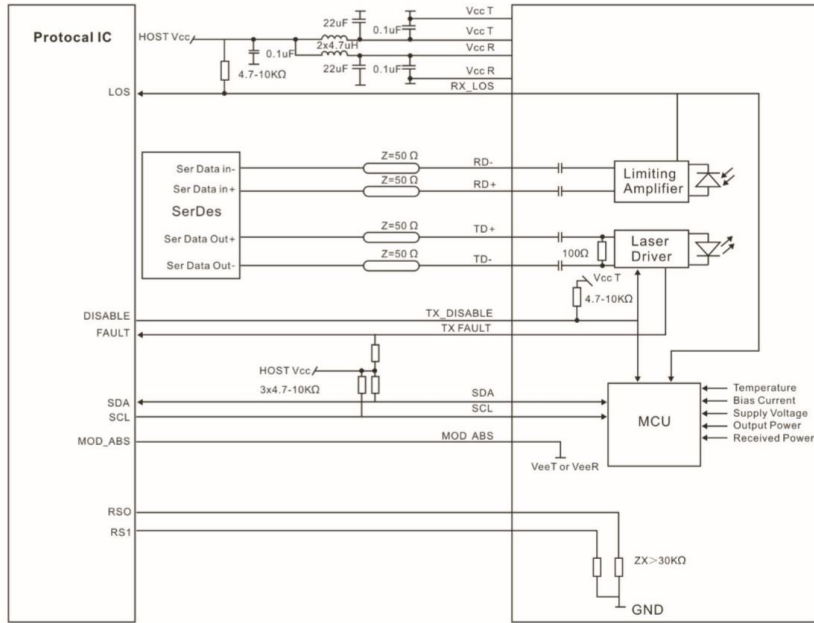 Protocal IC
HOST Vcc
22uF
0.1uF
Vcc T
Vcc T
0.1uF
2x4.7uH
Vcc R
4.7-10KΩ
22uF
0.1uF
Vcc R
LOS
RX_LOS
Ser Data in-
Z=50 Ω
RD-
Ser Data in+
Z=50 Ω
RD+
Limiting
Amplifier
SerDes
Ser Data Out+
Z=50 Ω
TD+
Ser Data Out-
Z=50 Ω
TD-
100Ω
Laser
Driver
Vcc T
4.7-10KΩ
DISABLE
TX_DISABLE
FAULT
TX FAULT
HOST Vcc
3x4.7-10KΩ
SDA
SDA
SCL
SCL
MCU
Temperature
Bias Current
Supply Voltage
Output Power
Received Power
MOD_ABS
MOD ABS
VeeT or VeeR
RSO
RS1
ZX>30KΩ
GND